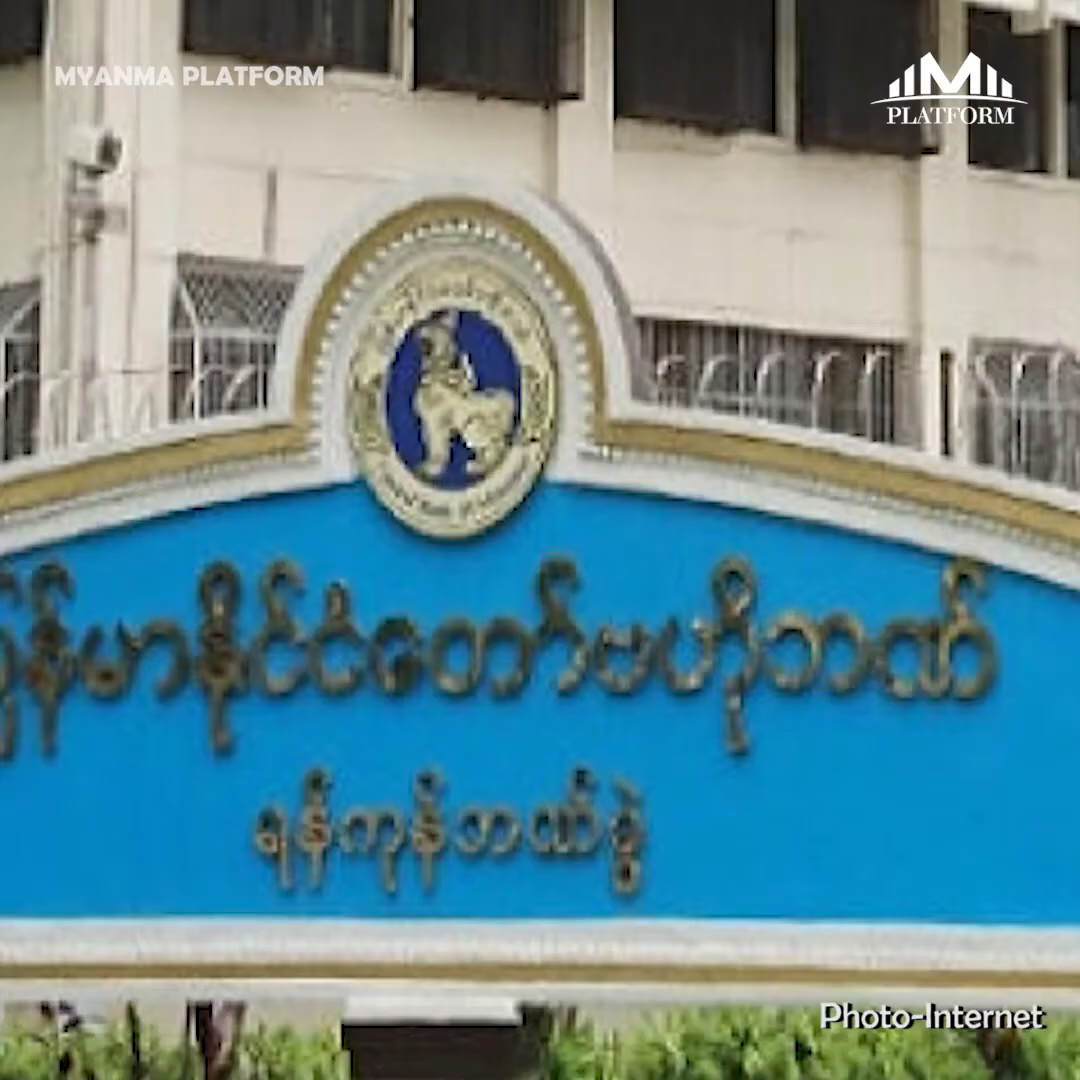 MYANMA PLATFORM
M
PLATFORM
မြန်မာနိုင်ငံတော်ဗဟိုဘဏ်
ရန်ကုန်ဘဏ်ခွဲ
Photo-Internet